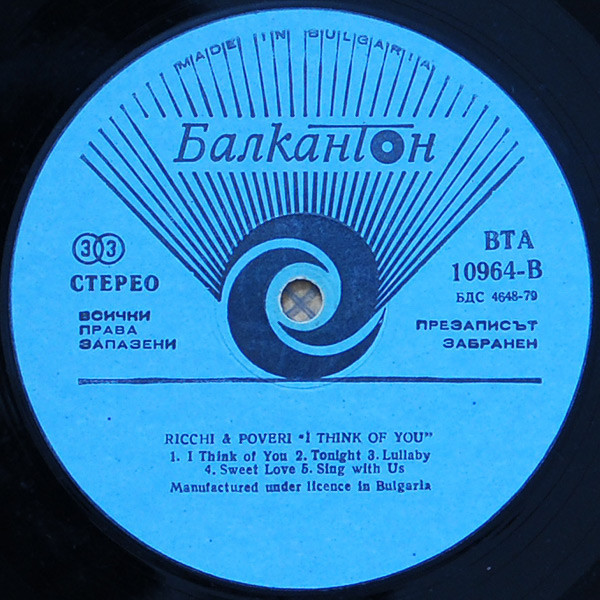 MADE IN BULGARIA
Балкантон
33
СТЕРЕО
ВСИЧКИ
ПРАВА
ЗАПАЗЕНИ
ВТА
10964-В
БДС 4648-79
ПРЕЗАПИСЪТ
ЗАБРАНЕН
RICCHI & POVERI "I THINK OF YOU"
1. I Think of You 2. Tonight 3. Lullaby
4. Sweet Love 5. Sing with Us
Manufactured under licence in Bulgaria